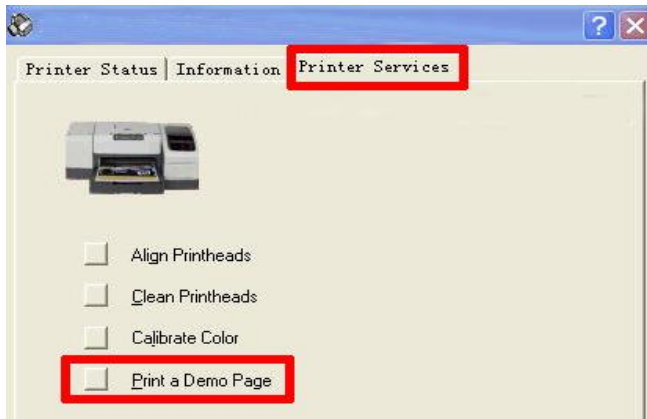 Printer Status Information Printer Services
Align Printheads
Clean Printheads
Calibrate Color
Print a Demo Page